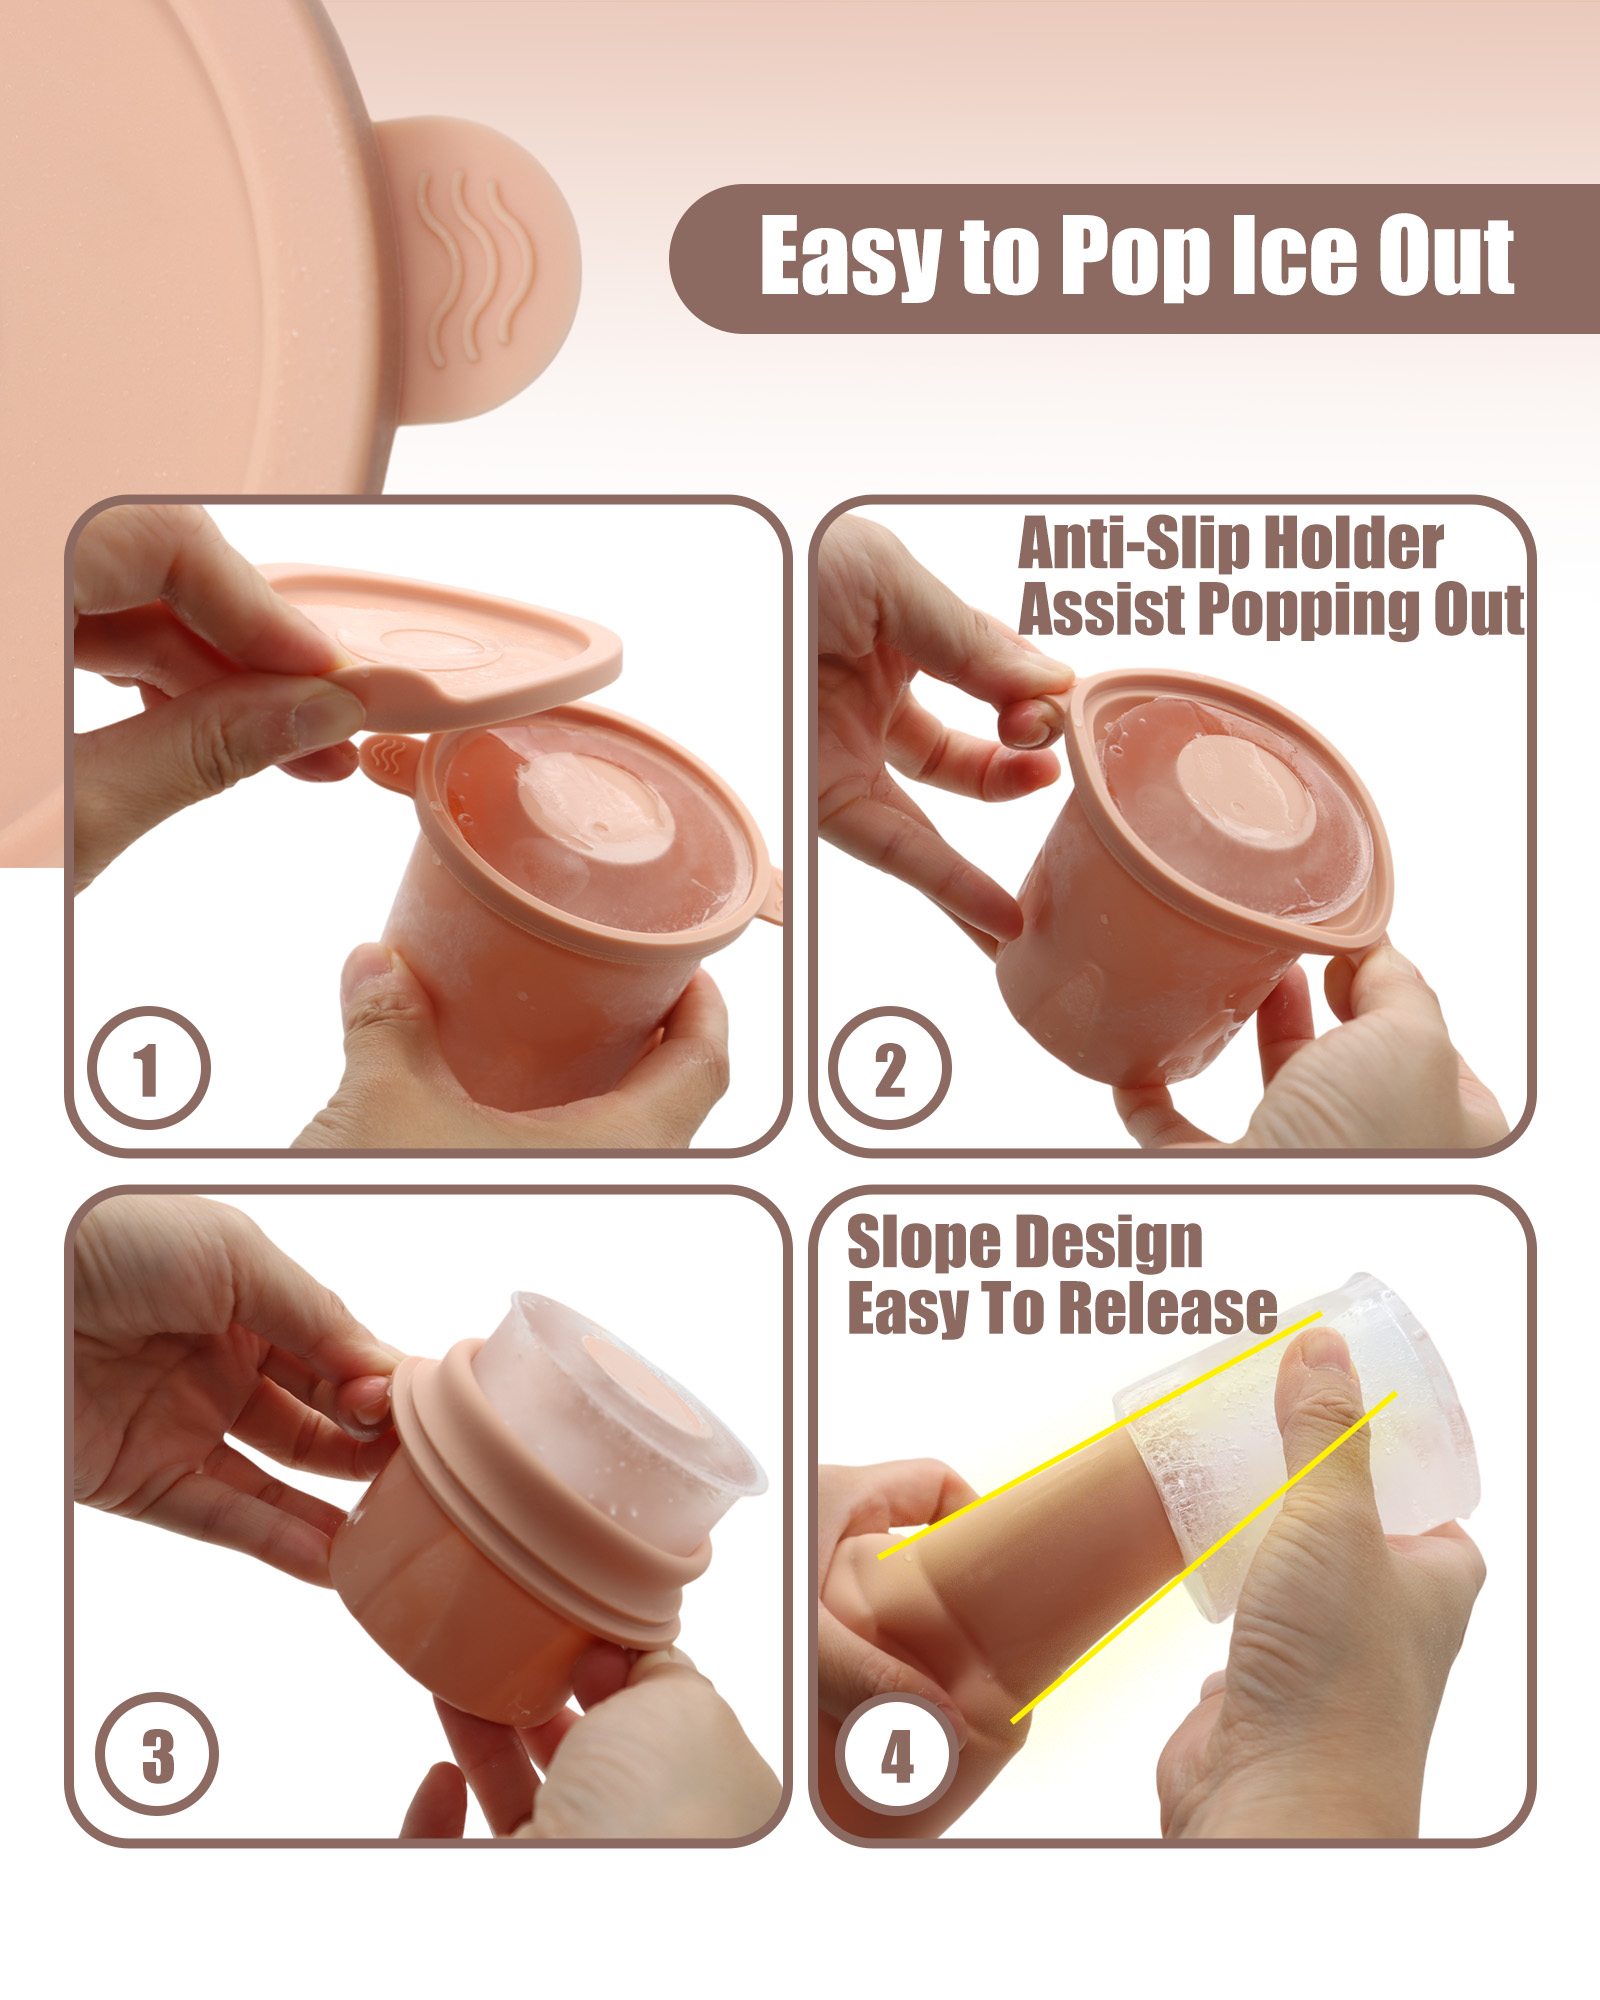 Easy to Pop Ice Out
Anti-Slip Holder
Assist Popping Out
1
2
Slope Design
Easy To Release
3
4